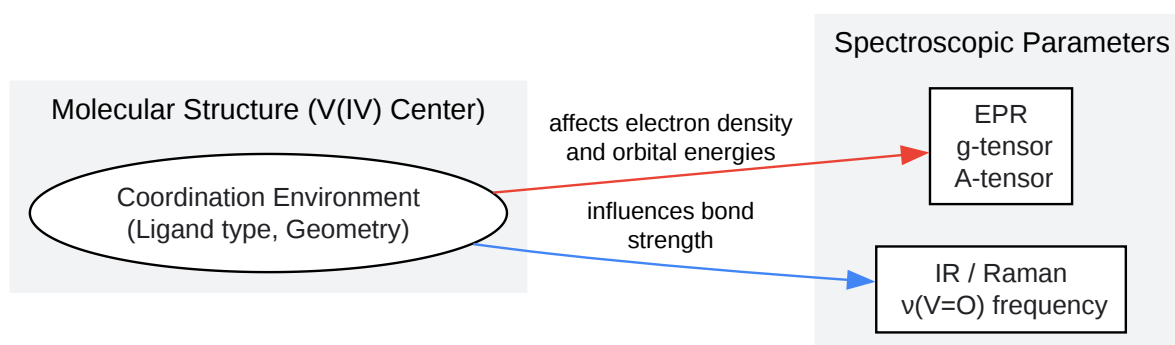 Spectroscopic Parameters
Molecular Structure (V(IV) Center)
Coordination Environment
(Ligand type, Geometry)
affects electron density
and orbital energies
influences bond
strength
EPR
g-tensor
A-tensor
IR / Raman
ν(V=O) frequency